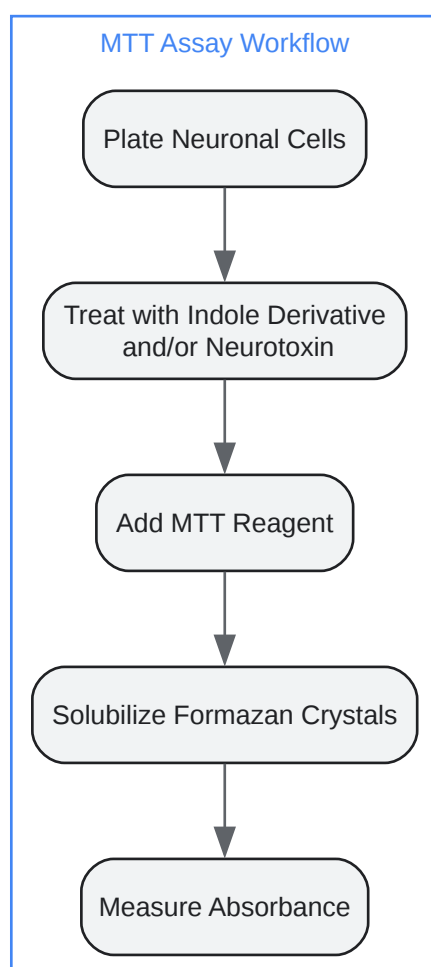 MTT Assay Workflow
Plate Neuronal Cells
Treat with Indole Derivative
and/or Neurotoxin
Add MTT Reagent
Solubilize Formazan Crystals
Measure Absorbance